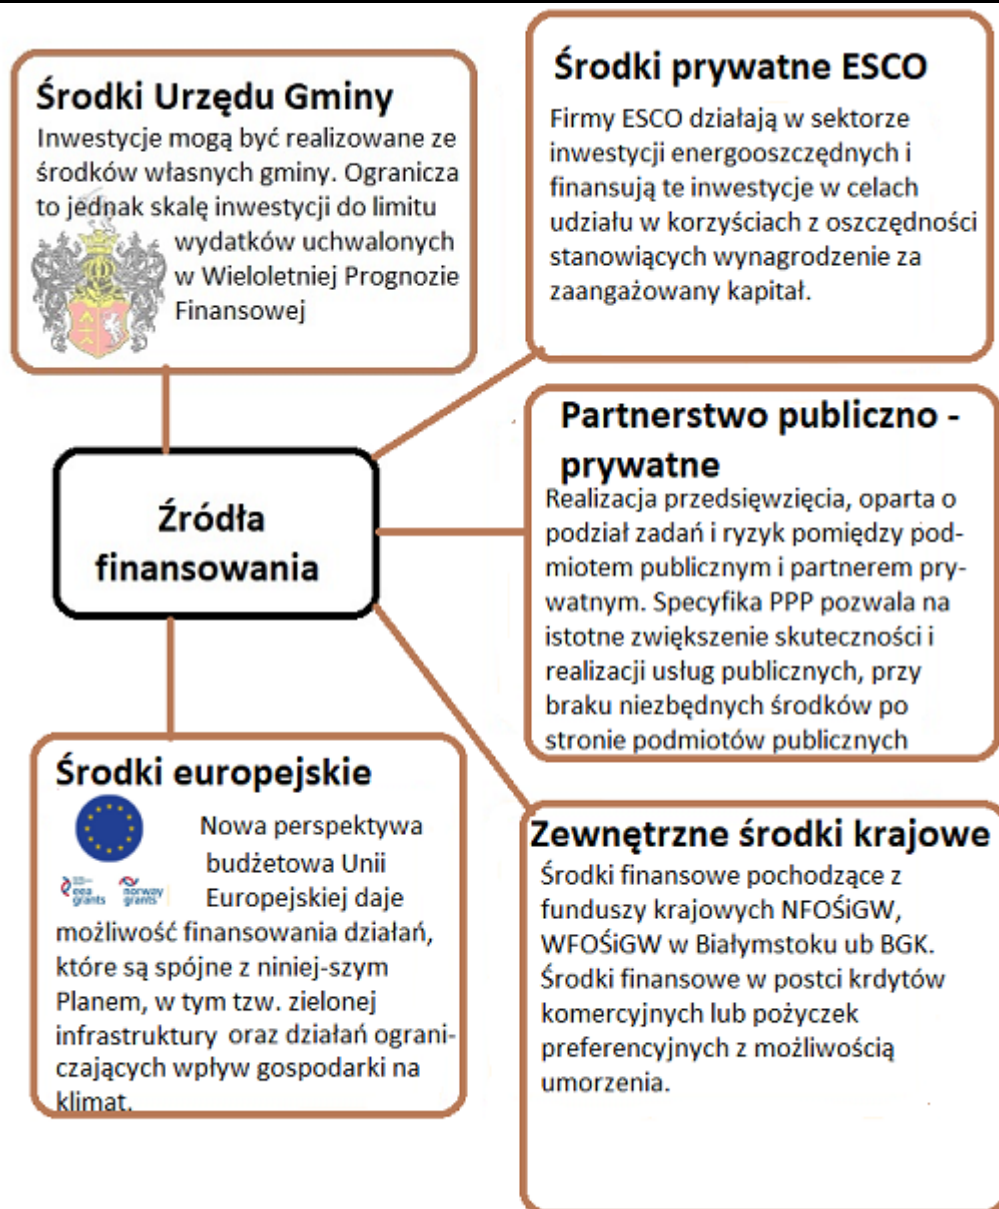 Środki Urzędu Gminy
Inwestycje mogą być realizowane ze
środków własnych gminy. Ogranicza
to jednak skalę inwestycji do limitu
wydatków uchwalonych
w Wieloletniej Prognozie
Finansowej
Środki prywatne ESCO
Firmy ESCO działają w sektorze
inwestycji energooszczędnych i
finansują te inwestycje w celach
udziału w korzyściach z oszczędności
stanowiących wynagrodzenie za
zaangażowany kapitał.
Źródła
finansowania
Partnerstwo publiczno -
prywatne
Realizacja przedsięwzięcia, oparta o
podział zadań i ryzyk pomiędzy pod-
miotem publicznym i partnerem pry-
watnym. Specyfika PPP pozwala na
istotne zwiększenie skuteczności i
realizacji usług publicznych, przy
braku niezbędnych środków po
stronie podmiotów publicznych
Środki europejskie
Nowa perspektywa
budżetowa Unii
Europejskiej daje
eea
grants
norway
grants
możliwość finansowania działań,
które są spójne z niniej-szym
Planem, w tym tzw. zielonej
infrastruktury oraz działań ograni-
czających wpływ gospodarki na
klimat.
Zewnętrzne środki krajowe
Środki finansowe pochodzące z
funduszy krajowych NFOŚiGW,
WFOŚiGW w Białymstoku ub BGK.
Środki finansowe w postci krdytów
komercyjnych lub pożyczek
preferencyjnych z możliwością
umorzenia.